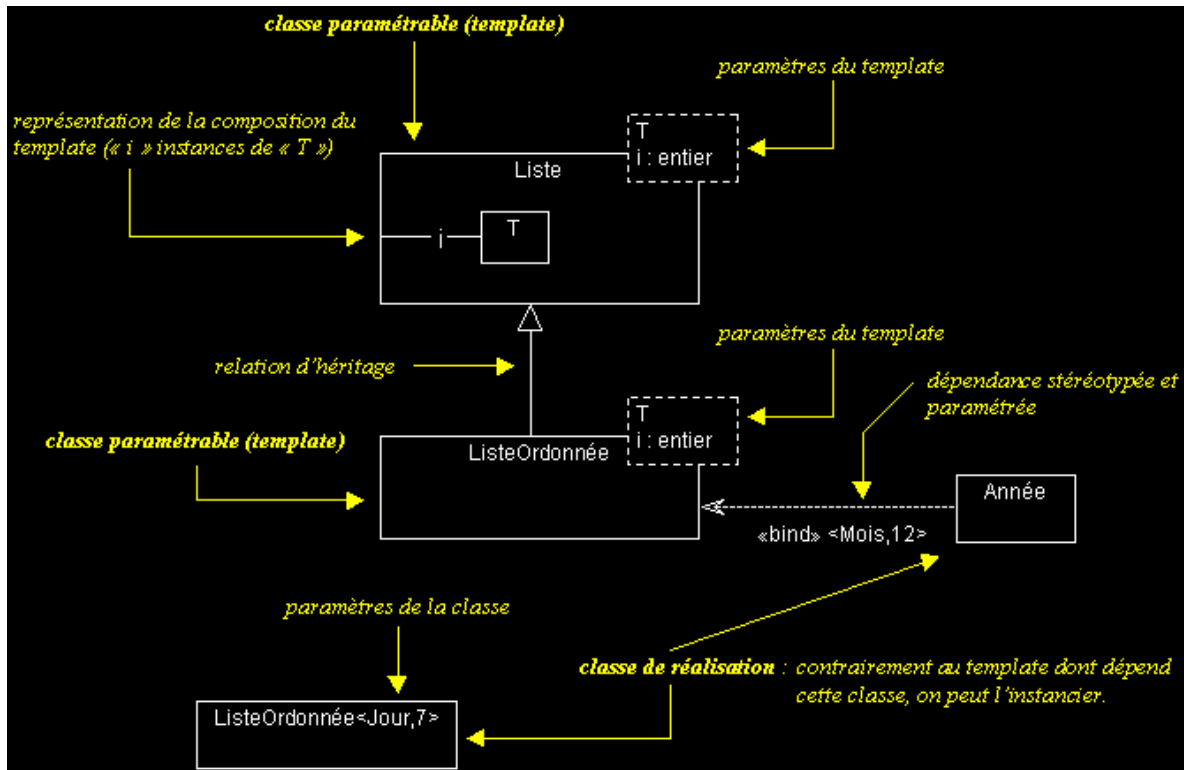 classe paramétrable (template)
paramètres du template
représentation de la composition du
template (« i » instances de « T »)
T
i : entier
Liste
T
i
paramètres du template
relation d'héritage
dépendance stéréotypée et
paramétrée
T
i : entier
classe paramétrable (template)
ListeOrdonnée
Année
«bind» <Mois,12>
paramètres de la classe
classe de réalisation : contrairement au template dont dépend
cette classe, on peut l'instancier.
ListeOrdonnée<Jour,7>